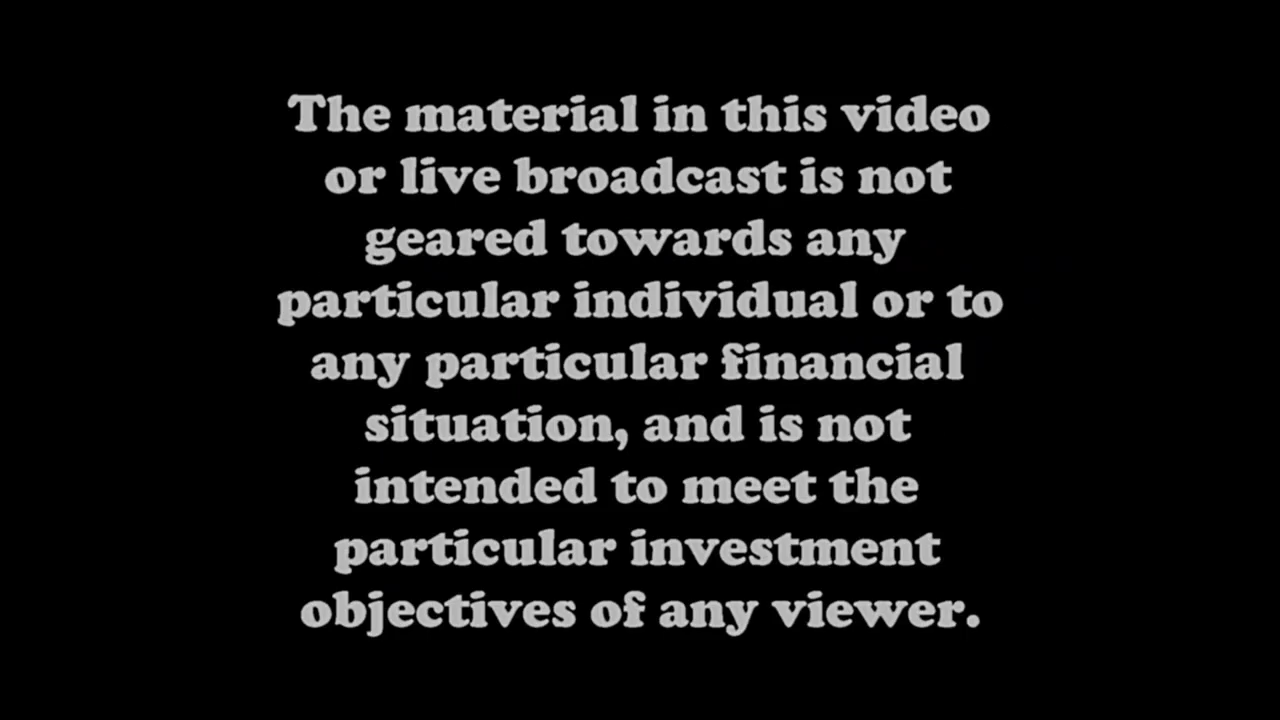 The material in this video
or live broadcast is not
geared towards any
particular individual or to
any particular financial
situation, and is not
intended to meet the
particular investment
objectives of any viewer.